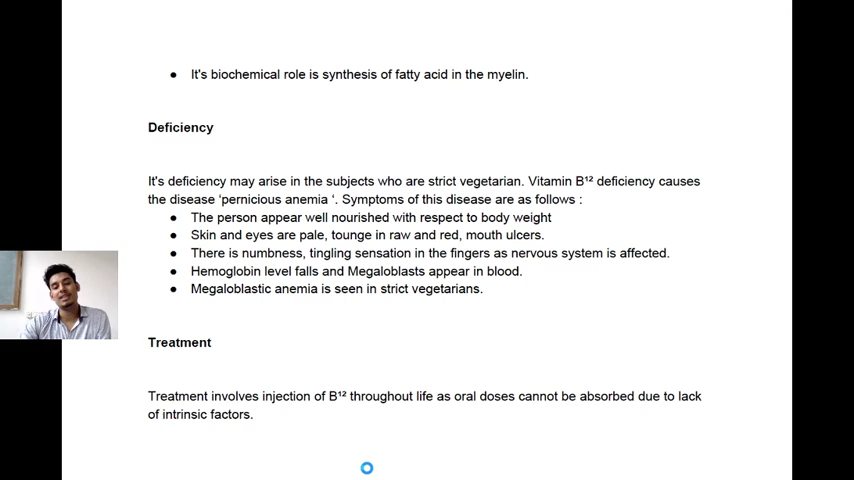 ● It's biochemical role is synthesis of fatty acid in the myelin.
Deficiency
It's deficiency may arise in the subjects who are strict vegetarian. Vitamin B¹² deficiency causes
the disease 'pernicious anemia '. Symptoms of this disease are as follows :
● The person appear well nourished with respect to body weight
● Skin and eyes are pale, tounge in raw and red, mouth ulcers.
● There is numbness, tingling sensation in the fingers as nervous system is affected.
● Hemoglobin level falls and Megaloblasts appear in blood.
● Megaloblastic anemia is seen in strict vegetarians.
Treatment
Treatment involves injection of B¹² throughout life as oral doses cannot be absorbed due to lack
of intrinsic factors.